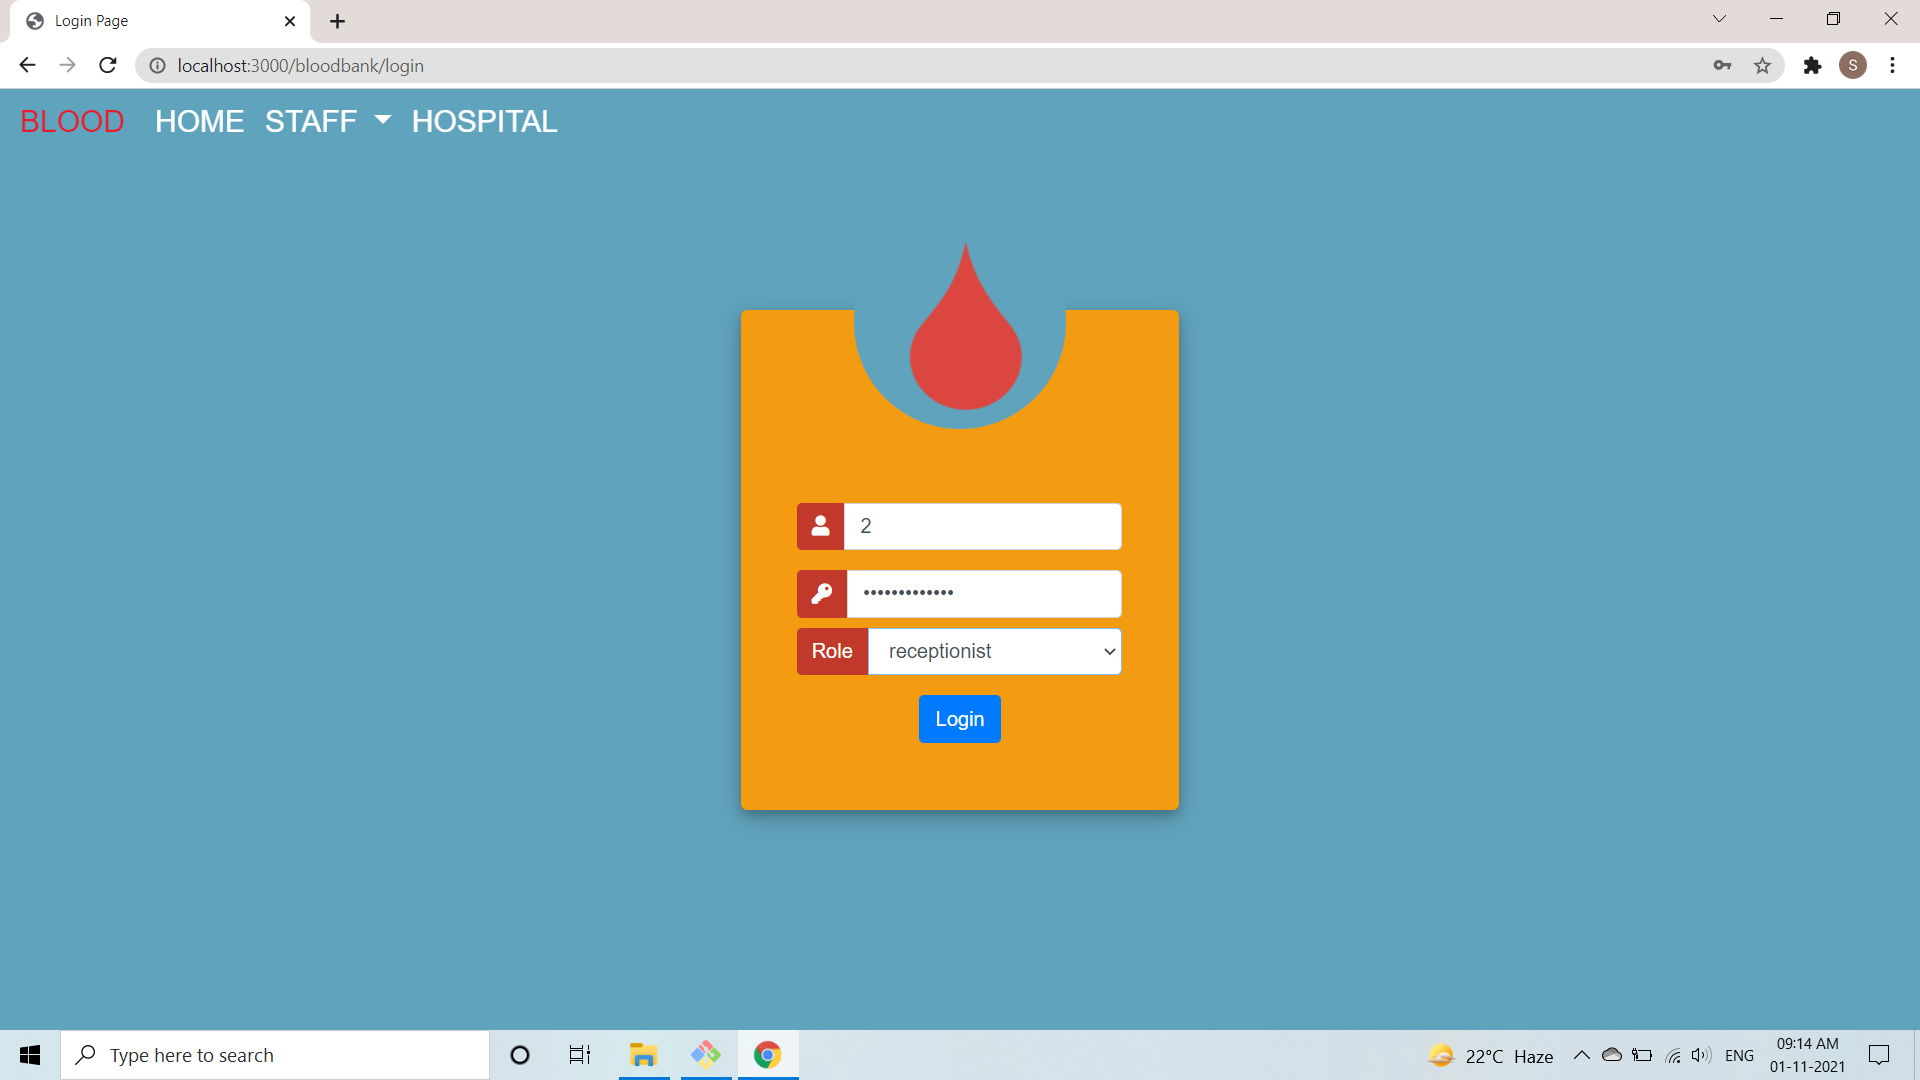 Login Page
localhost:3000/bloodbank/login
S
BLOOD HOME STAFF HOSPITAL
2
•••••••••••••
Role receptionist
Login
Type here to search
22°C Haze
ENG
09:14 AM
01-11-2021